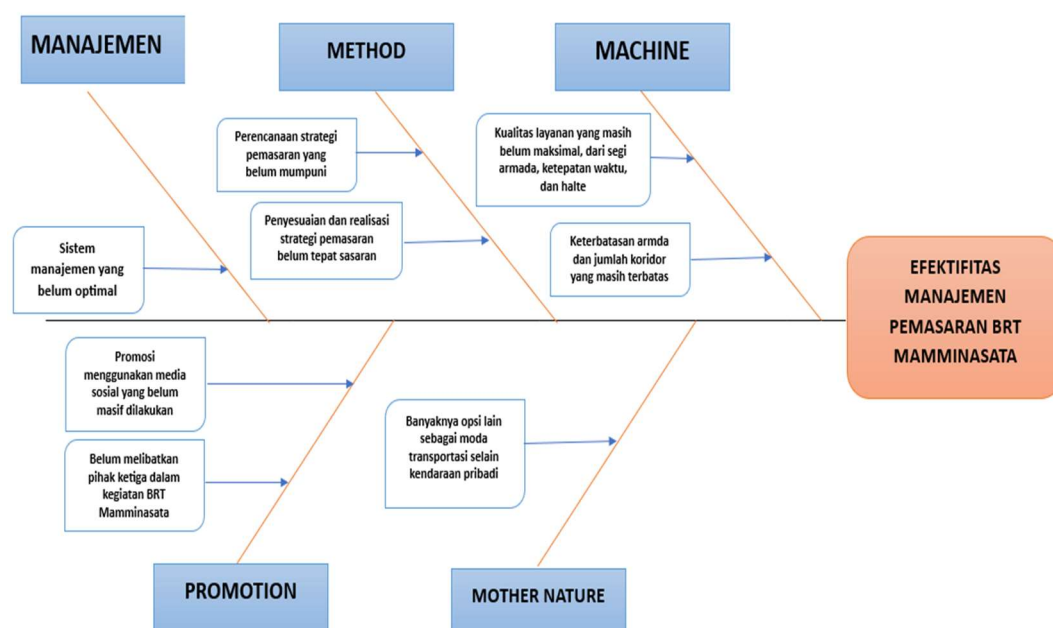 MANAJEMEN
METHOD
MACHINE
Perencanaan strategi
pemasaran yang
belum mumpuni
Kualitas layanan yang masih
belum maksimal, dari segi
armada, ketepatan waktu,
dan halte
Penyesuaian dan realisasi
strategi pemasaran
belum tepat sasaran
Sistem
manajemen yang
belum optimal
Keterbatasan armda
dan jumlah koridor
yang masih terbatas
EFEKTIFITAS
MANAJEMEN
PEMASARAN BRT
MAMMINASATA
Promosi
menggunakan media
sosial yang belum
masif dilakukan
Banyaknya opsi lain
sebagai moda
transportasi selain
kendaraan pribadi
Belum melibatkan
pihak ketiga dalam
kegiatan BRT
Mamminasata
PROMOTION
MOTHER NATURE